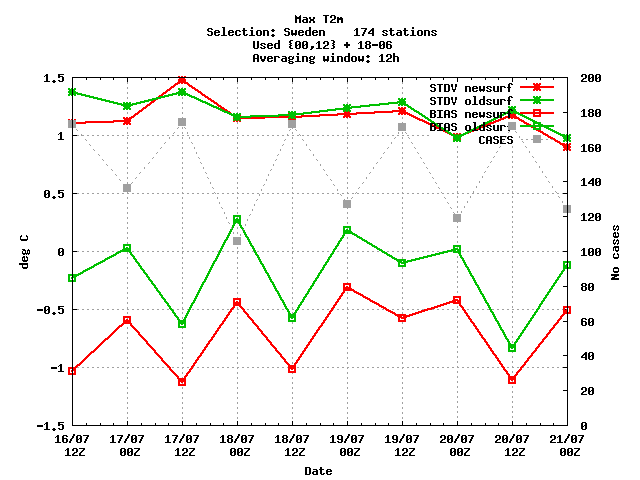 Max T2m
Selection: Sweden    174 stations
Used {00,12} + 18-06
Averaging window: 12h
1.5
1
0.5
0
-0.5
-1
-1.5
deg C
200
180
160
140
120
100
80
60
40
20
0
No cases
STDV newsurf
STDV oldsurf
BIAS newsurf
BIAS oldsurf
CASES
16/07 17/07 17/07 18/07 18/07 19/07 19/07 20/07 20/07 21/07
12Z 00Z 12Z 00Z 12Z 00Z 12Z 00Z 12Z 00Z
Date